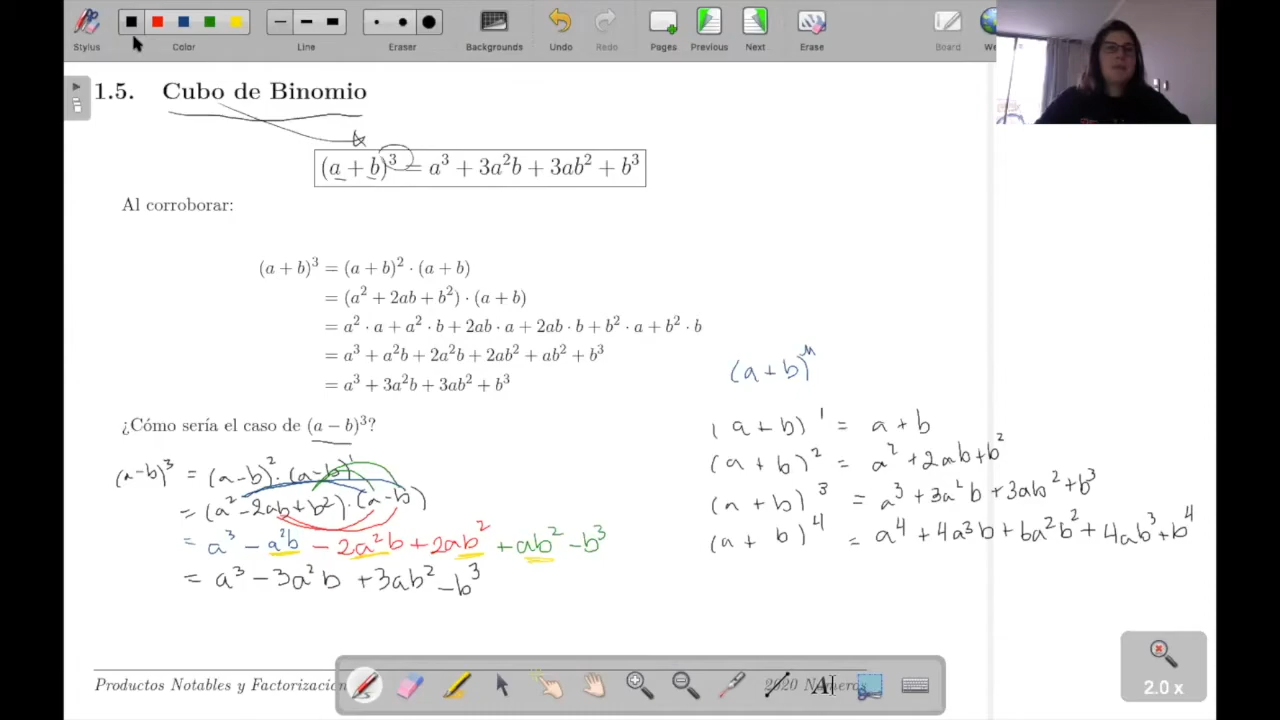 Stylus Color Line Eraser Backgrounds Undo Redo Pages Previous Next Erase Board
1.5. Cubo de Binomio
(a + b)³ = a³ + 3a²b + 3ab² + b³
Al corroborar:
(a + b)³ = (a + b)² · (a + b)
= (a² + 2ab + b²) · (a + b)
= a² · a + a² · b + 2ab · a + 2ab · b + b² · a + b² · b
= a³ + a²b + 2a²b + 2ab² + ab² + b³
= a³ + 3a²b + 3ab² + b³
¿Cómo sería el caso de (a − b)³?
(a-b)³ = (a-b)² · (a-b)¹
= (a² - 2ab + b²) · (a-b)
= a³ - a²b - 2a²b + 2ab² + ab² - b³
= a³ - 3a²b + 3ab² - b³
(a+b)ⁿ
(a+b)¹ = a+b
(a+b)² = a² + 2ab + b²
(a+b)³ = a³ + 3a²b + 3ab² + b³
(a+b)⁴ = a⁴ + 4a³b + 6a²b² + 4ab³ + b⁴
Productos Notables y Factorizacion
2020 Números
2.0 x